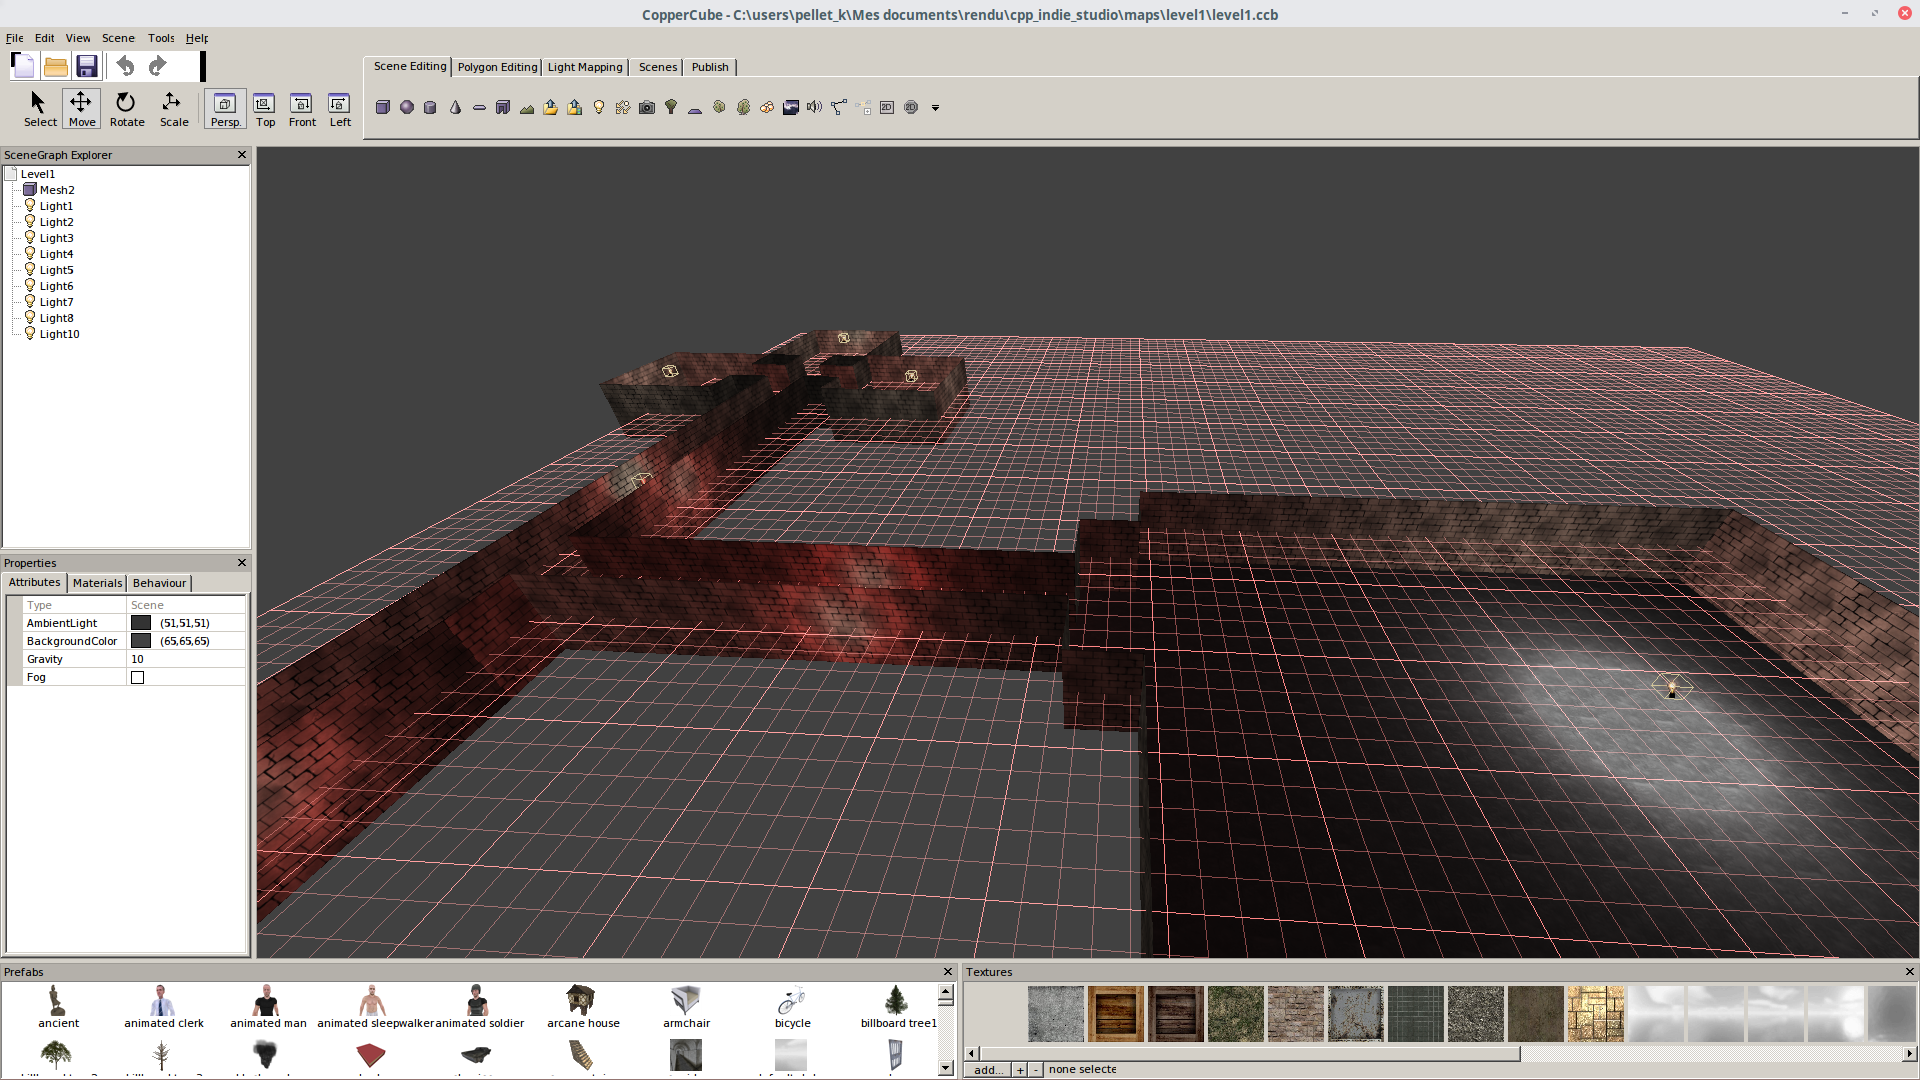 CopperCube - C:\users\pellet_k\Mes documents\rendu\cpp_indie_studio\maps\level1\level1.ccb
File Edit View Scene Tools Help
Scene Editing Polygon Editing Light Mapping Scenes Publish
Select Move Rotate Scale Persp. Top Front Left
2D 2D
SceneGraph Explorer
Level1
Mesh2
Light1
Light2
Light3
Light4
Light5
Light6
Light7
Light8
Light10
Properties
Attributes Materials Behaviour
Type Scene
AmbientLight (51,51,51)
BackgroundColor (65,65,65)
Gravity 10
Fog
Prefabs
ancient animated clerk animated man animated sleepwalker animated soldier arcane house armchair bicycle billboard tree1
Textures
add... + - none selecte